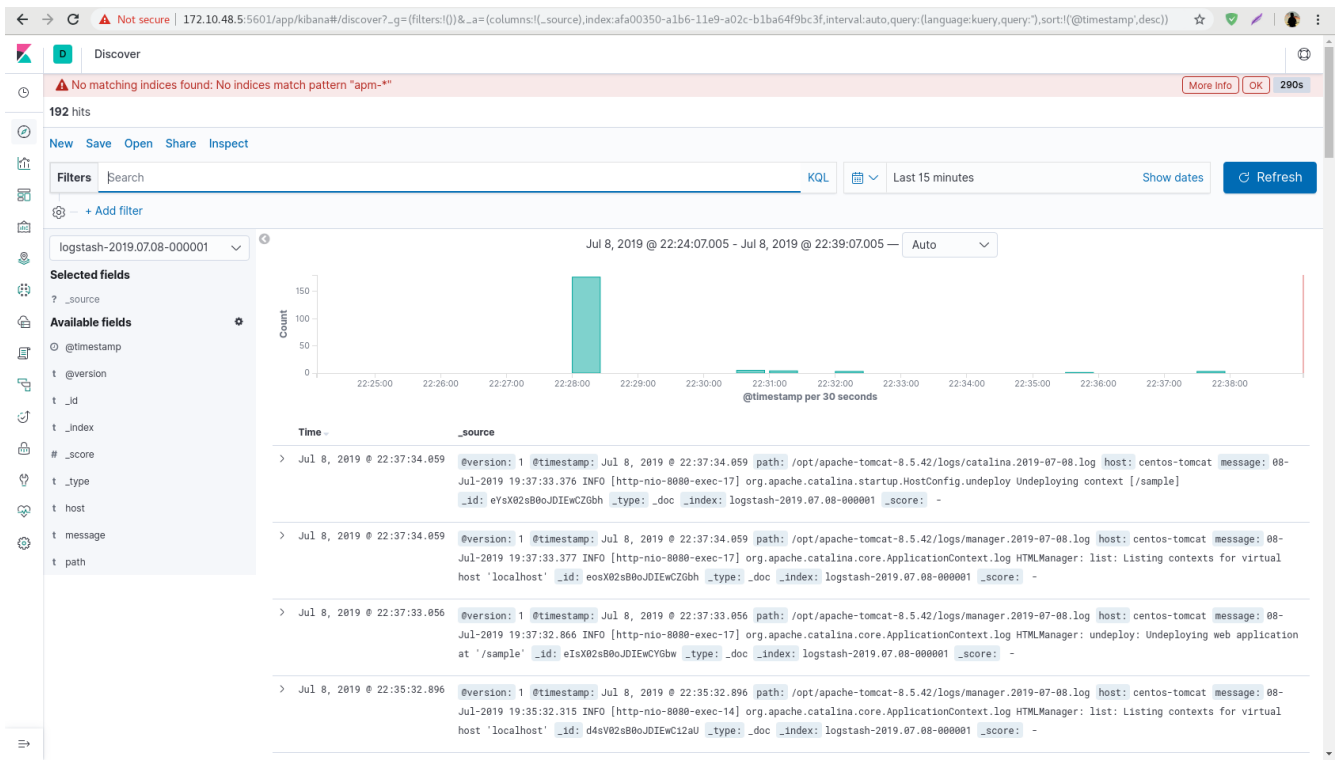 Not secure | 172.10.48.5:5601/app/kibana#/discover?_g=(filters:!())&_a=(columns:!(_source),index:afa00350-a1b6-11e9-a02c-b1ba64f9bc3f,interval:auto,query:(language:kuery,query:''),sort:!('@timestamp',desc))
D Discover
No matching indices found: No indices match pattern "apm-*" More Info OK 290s
192 hits
New Save Open Share Inspect
Filters Search KQL Last 15 minutes Show dates Refresh
+ Add filter
logstash-2019.07.08-000001
Selected fields
? _source
Available fields
@timestamp
t @version
t _id
t _index
# _score
t _type
t host
t message
t path
Jul 8, 2019 @ 22:24:07.005 - Jul 8, 2019 @ 22:39:07.005 — Auto
Count
150
100
50
0
22:25:00 22:26:00 22:27:00 22:28:00 22:29:00 22:30:00 22:31:00 22:32:00 22:33:00 22:34:00 22:35:00 22:36:00 22:37:00 22:38:00
@timestamp per 30 seconds
Time _source
Jul 8, 2019 @ 22:37:34.059 @version: 1 @timestamp: Jul 8, 2019 @ 22:37:34.059 path: /opt/apache-tomcat-8.5.42/logs/catalina.2019-07-08.log host: centos-tomcat message: 08-
Jul-2019 19:37:33.376 INFO [http-nio-8080-exec-17] org.apache.catalina.startup.HostConfig.undeploy Undeploying context [/sample]
_id: eYsX02sB0oJDIEwCZGbh _type: _doc _index: logstash-2019.07.08-000001 _score: -
Jul 8, 2019 @ 22:37:34.059 @version: 1 @timestamp: Jul 8, 2019 @ 22:37:34.059 path: /opt/apache-tomcat-8.5.42/logs/manager.2019-07-08.log host: centos-tomcat message: 08-
Jul-2019 19:37:33.377 INFO [http-nio-8080-exec-17] org.apache.catalina.core.ApplicationContext.log HTMLManager: list: Listing contexts for virtual
host 'localhost' _id: eosX02sB0oJDIEwCZGbh _type: _doc _index: logstash-2019.07.08-000001 _score: -
Jul 8, 2019 @ 22:37:33.056 @version: 1 @timestamp: Jul 8, 2019 @ 22:37:33.056 path: /opt/apache-tomcat-8.5.42/logs/manager.2019-07-08.log host: centos-tomcat message: 08-
Jul-2019 19:37:32.866 INFO [http-nio-8080-exec-17] org.apache.catalina.core.ApplicationContext.log HTMLManager: undeploy: Undeploying web application
at '/sample' _id: eIsX02sB0oJDIEwCYGbw _type: _doc _index: logstash-2019.07.08-000001 _score: -
Jul 8, 2019 @ 22:35:32.896 @version: 1 @timestamp: Jul 8, 2019 @ 22:35:32.896 path: /opt/apache-tomcat-8.5.42/logs/manager.2019-07-08.log host: centos-tomcat message: 08-
Jul-2019 19:35:32.315 INFO [http-nio-8080-exec-14] org.apache.catalina.core.ApplicationContext.log HTMLManager: list: Listing contexts for virtual
host 'localhost' _id: d4sV02sB0oJDIEwCi2aU _type: _doc _index: logstash-2019.07.08-000001 _score: -